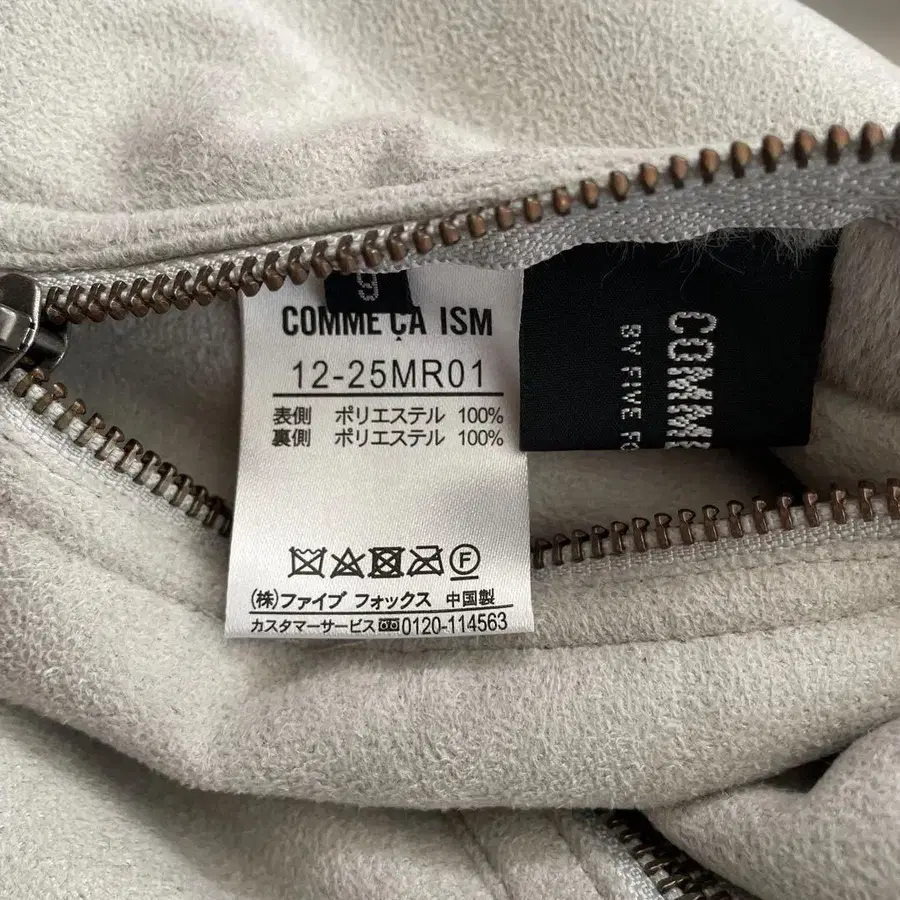 COMME ÇA ISM
12-25MR01
表側 ポリエステル 100%
裏側 ポリエステル 100%
F
(株)ファイブ フォックス 中国製
カスタマーサービス 0120-114563
COMME
BY FIVE FO